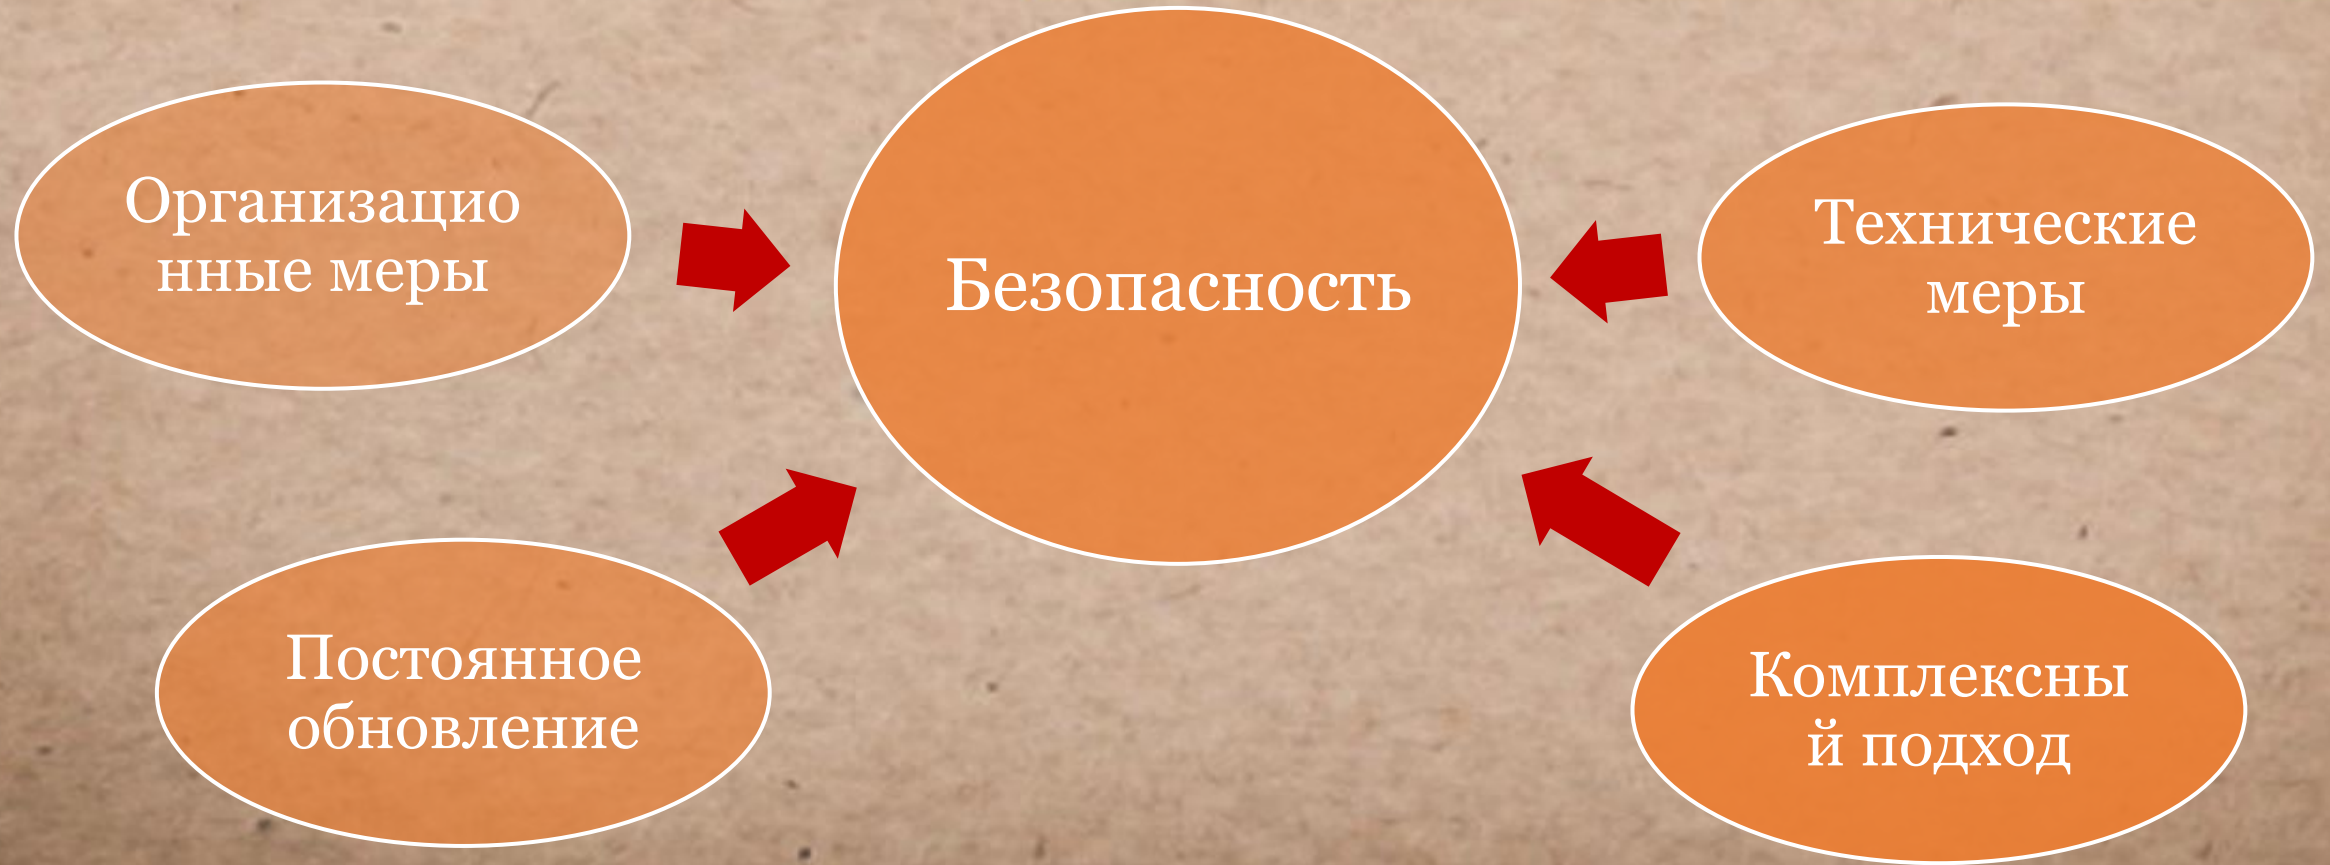 Организацио
нные меры
Безопасность
Технические
меры
Постоянное
обновление
Комплексны
й подход